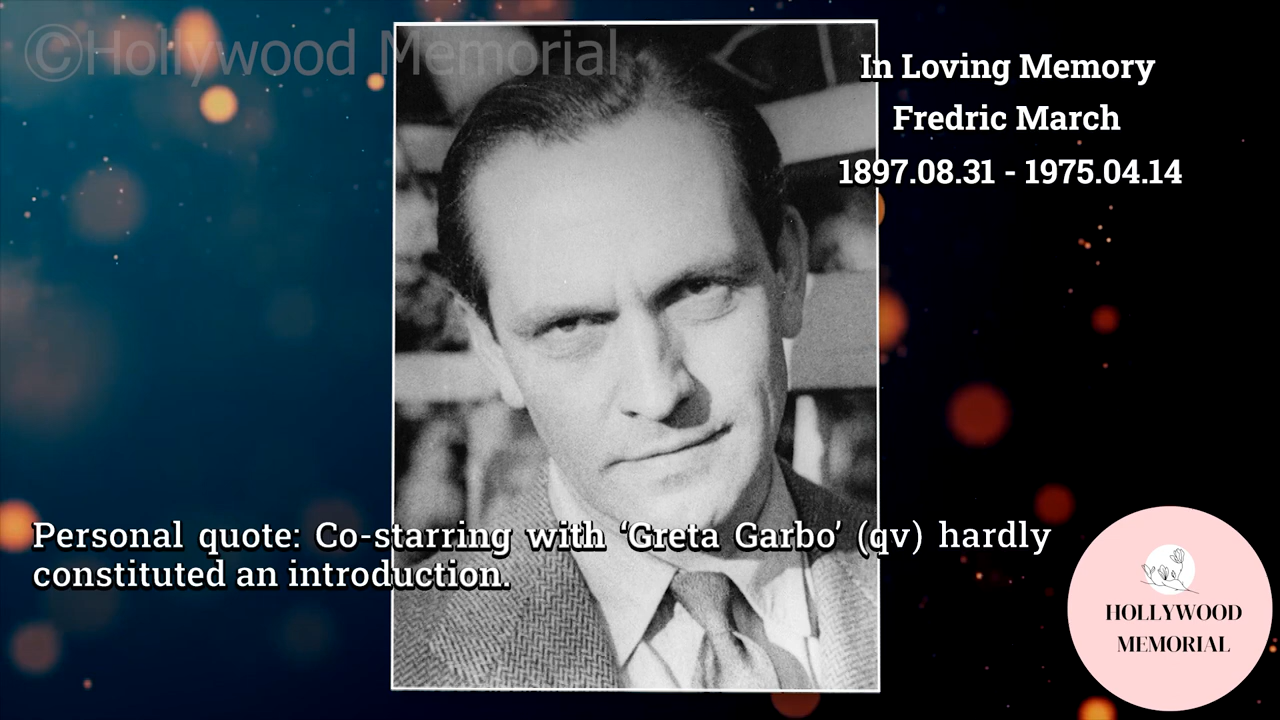 ©Hollywood Memorial
In Loving Memory
Fredric March
1897.08.31 - 1975.04.14
Personal quote: Co-starring with ‘Greta Garbo’ (qv) hardly
constituted an introduction.
HOLLYWOOD
MEMORIAL